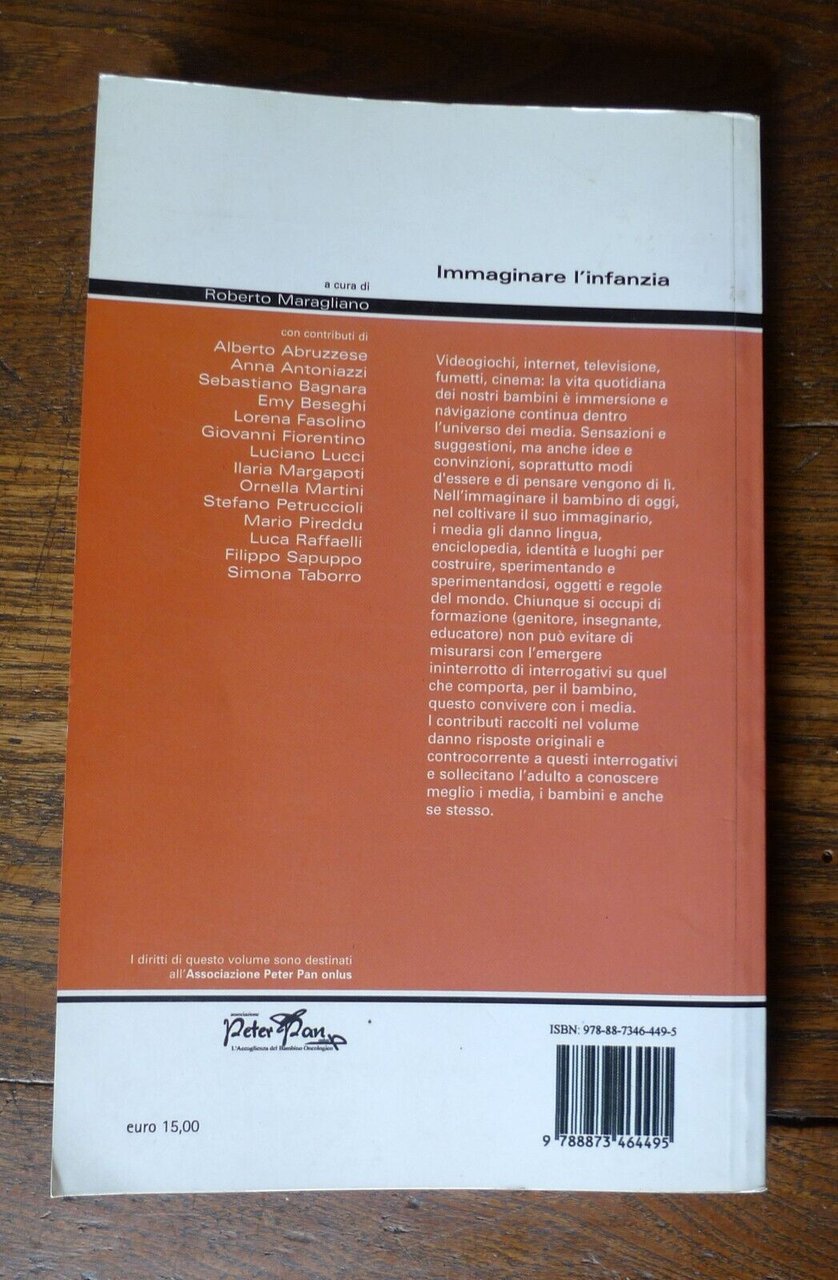 Immaginare l'infanzia
a cura di
Roberto Maragliano
con contributi di
Alberto Abruzzese
Anna Antoniazzi
Sebastiano Bagnara
Emy Beseghi
Lorena Fasolino
Giovanni Fiorentino
Luciano Lucci
Ilaria Margapoti
Ornella Martini
Stefano Petruccioli
Mario Pireddu
Luca Raffaelli
Filippo Sapuppo
Simona Taborro
Videogiochi, internet, televisione,
fumetti, cinema: la vita quotidiana
dei nostri bambini è immersione e
navigazione continua dentro
l'universo dei media. Sensazioni e
suggestioni, ma anche idee e
convinzioni, soprattutto modi
d'essere e di pensare vengono di lì.
Nell'immaginare il bambino di oggi,
nel coltivare il suo immaginario,
i media gli danno lingua,
enciclopedia, identità e luoghi per
costruire, sperimentando e
sperimentandosi, oggetti e regole
del mondo. Chiunque si occupi di
formazione (genitore, insegnante,
educatore) non può evitare di
misurarsi con l'emergere
ininterrotto di interrogativi su quel
che comporta, per il bambino,
questo convivere con i media.
I contributi raccolti nel volume
danno risposte originali e
controcorrente a questi interrogativi
e sollecitano l'adulto a conoscere
meglio i media, i bambini e anche
se stesso.
I diritti di questo volume sono destinati
all'Associazione Peter Pan onlus
associazione
Peter Pan
L'Accoglienza del Bambino Oncologico
ISBN: 978-88-7346-449-5
9 788873 464495
euro 15,00